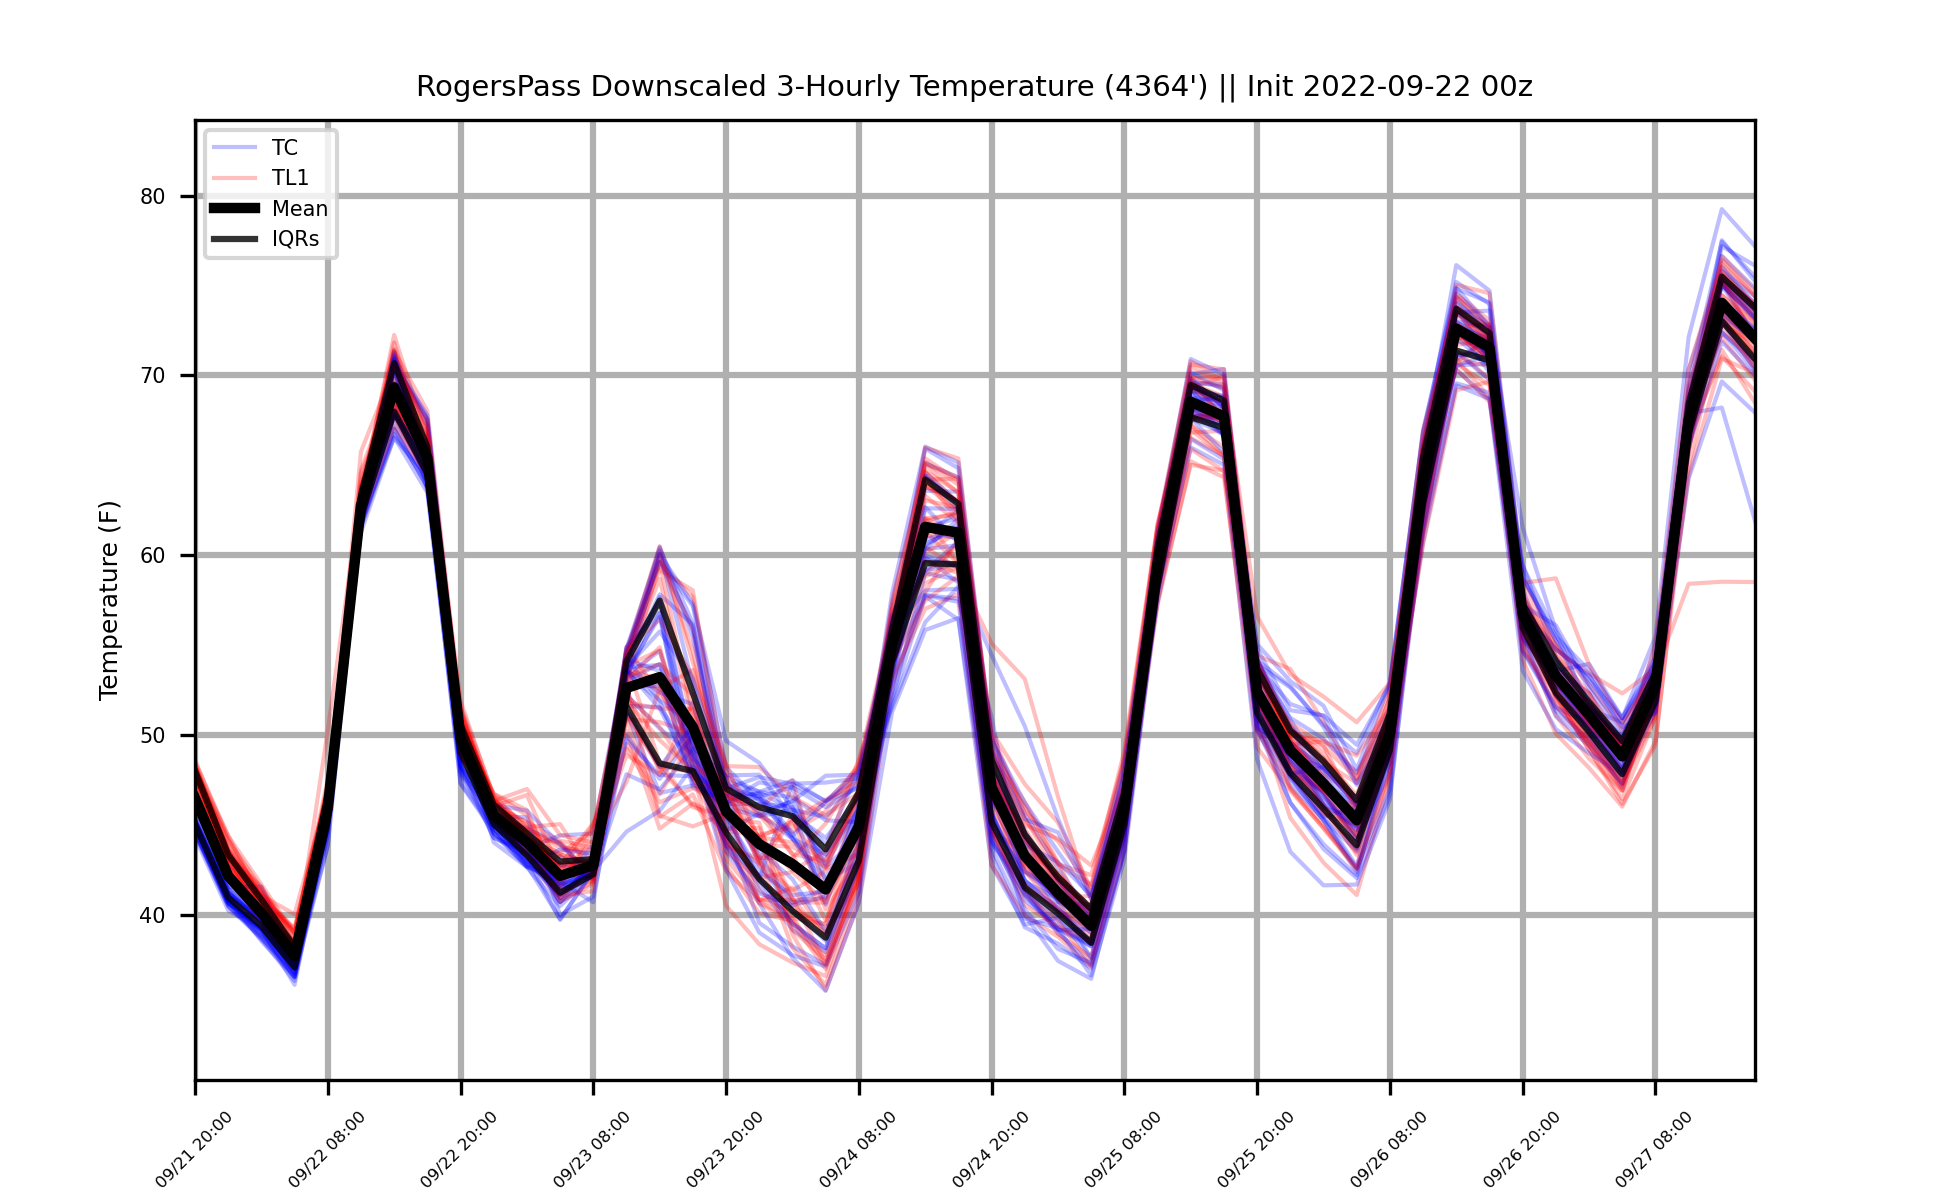 RogersPass Downscaled 3-Hourly Temperature (4364') || Init 2022-09-22 00z
TC
TL1
Mean
IQRs
Temperature (F)
80
70
60
50
40
09/21 20:00
09/22 08:00
09/22 20:00
09/23 08:00
09/23 20:00
09/24 08:00
09/24 20:00
09/25 08:00
09/25 20:00
09/26 08:00
09/26 20:00
09/27 08:00